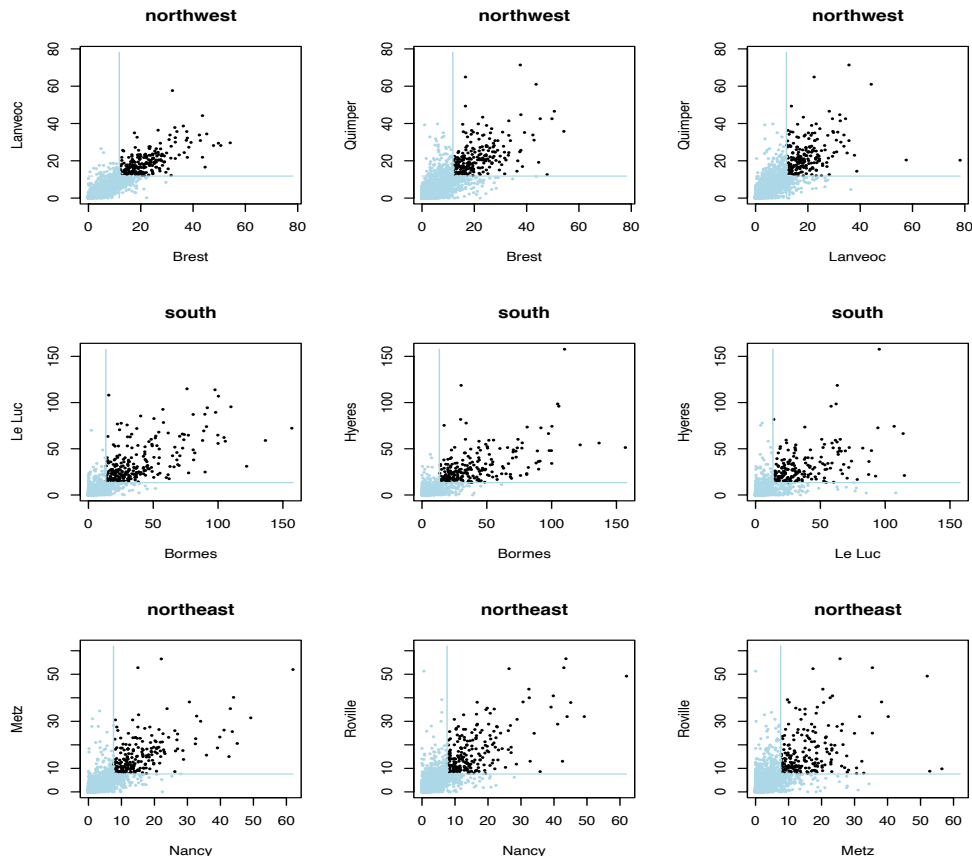 northwest
northwest
northwest
80
60
40
20
0
Lanveoc
0 20 40 60 80
Brest
80
60
40
20
0
Quimper
0 20 40 60 80
Brest
80
60
40
20
0
Quimper
0 20 40 60 80
Lanveoc
south
south
south
150
100
50
0
Le Luc
0 50 100 150
Bormes
150
100
50
0
Hyeres
0 50 100 150
Bormes
150
100
50
0
Hyeres
0 50 100 150
Le Luc
northeast
northeast
northeast
50
30
10
0
Metz
0 10 20 30 40 50 60
Nancy
50
30
10
0
Roville
0 10 20 30 40 50 60
Nancy
50
30
10
0
Roville
0 10 20 30 40 50 60
Metz